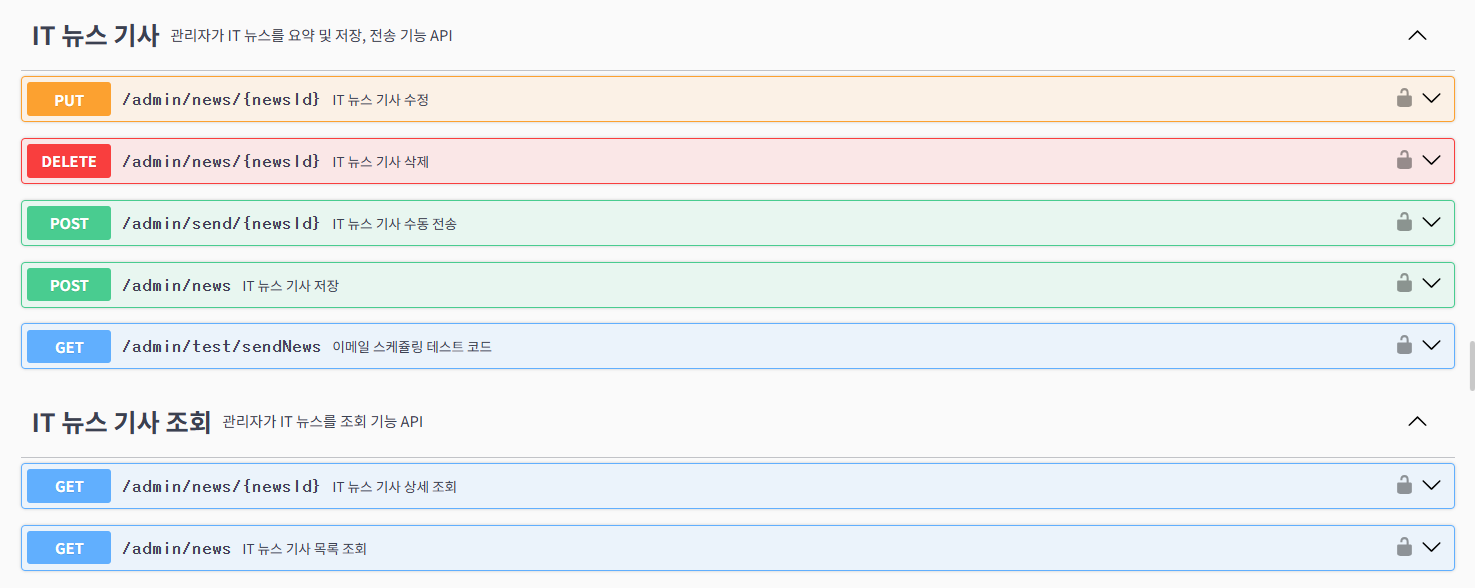 IT 뉴스 기사 관리자가 IT 뉴스를 요약 및 저장, 전송 기능 API
PUT /admin/news/{newsId} IT 뉴스 기사 수정
DELETE /admin/news/{newsId} IT 뉴스 기사 삭제
POST /admin/send/{newsId} IT 뉴스 기사 수동 전송
POST /admin/news IT 뉴스 기사 저장
GET /admin/test/sendNews 이메일 스케쥴링 테스트 코드
IT 뉴스 기사 조회 관리자가 IT 뉴스를 조회 기능 API
GET /admin/news/{newsId} IT 뉴스 기사 상세 조회
GET /admin/news IT 뉴스 기사 목록 조회